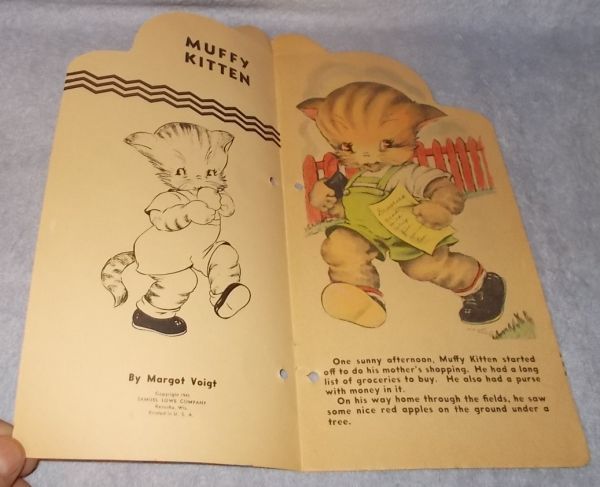 MUFFY
KITTEN
By Margot Voigt
SAMUEL LOWE COMPANY
Kenosha, Wis.
Printed in U. S. A.
One sunny afternoon, Muffy Kitten started
off to do his mother's shopping. He had a long
list of groceries to buy. He also had a purse
with money in it.
On his way home through the fields, he saw
some nice red apples on the ground under a
tree.